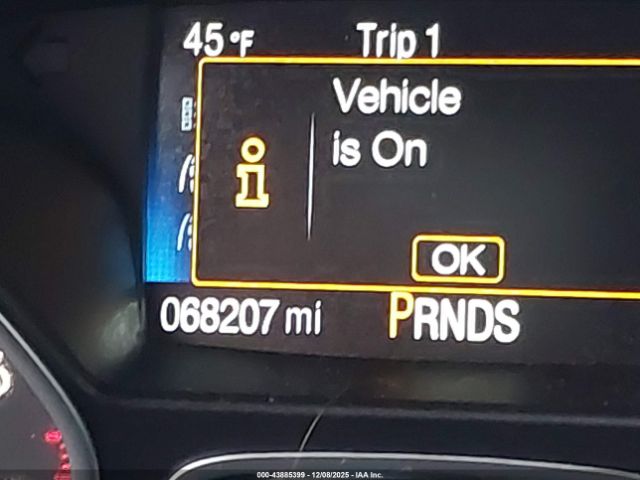 45°F Trip 1
Vehicle
is On
i
OK
068207 mi PRNDS
000-43885399 - 12/08/2025 - IAA Inc.